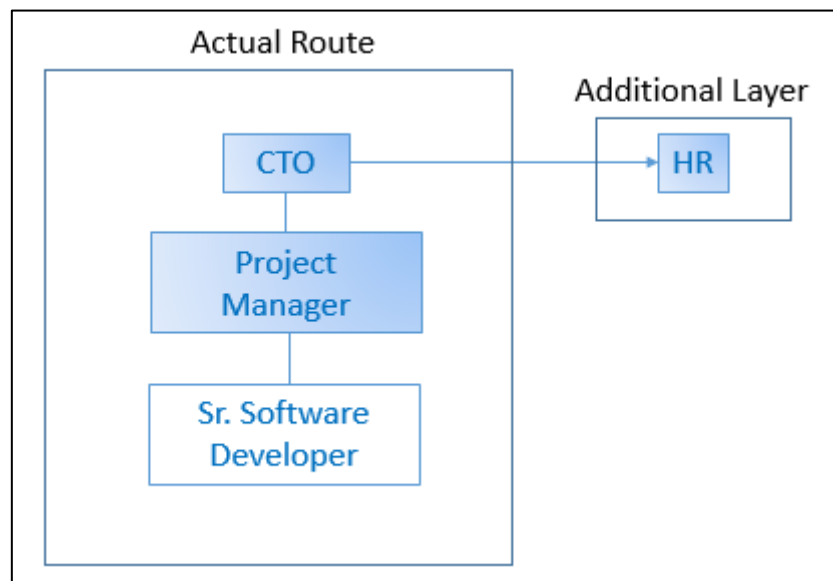 Actual Route
Additional Layer
CTO
HR
Project
Manager
Sr. Software
Developer